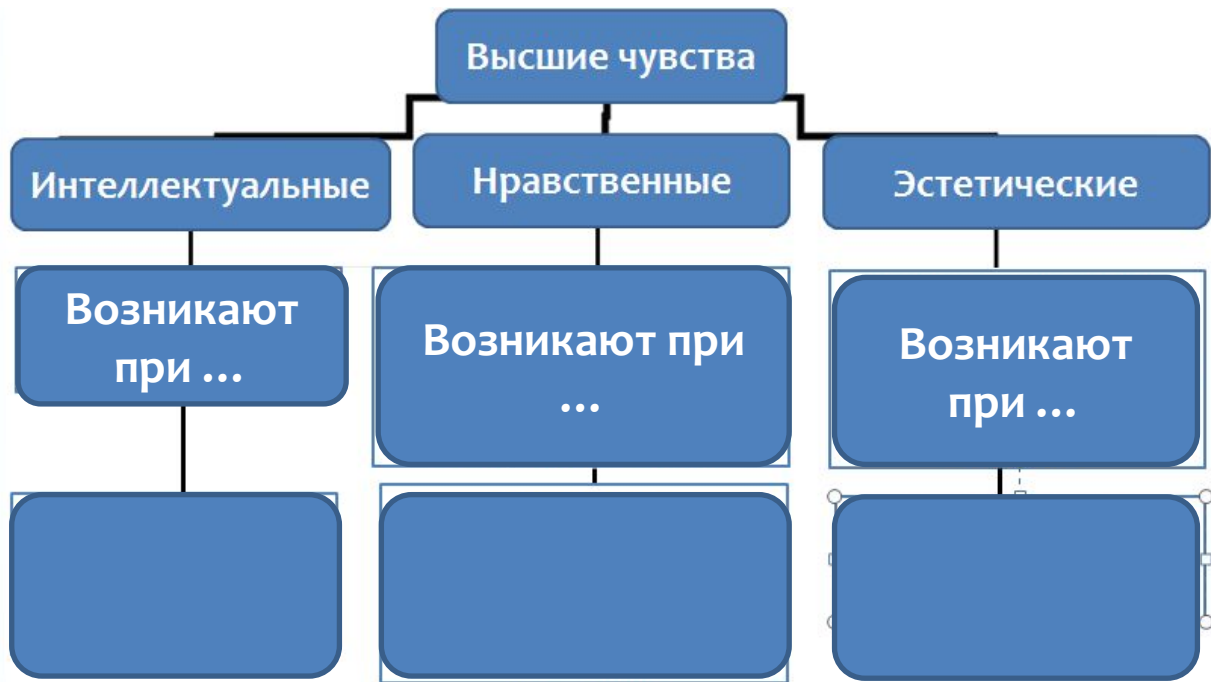 Высшие чувства
Интеллектуальные
Нравственные
Эстетические
Возникают
при ...
Возникают при
...
Возникают
при ...